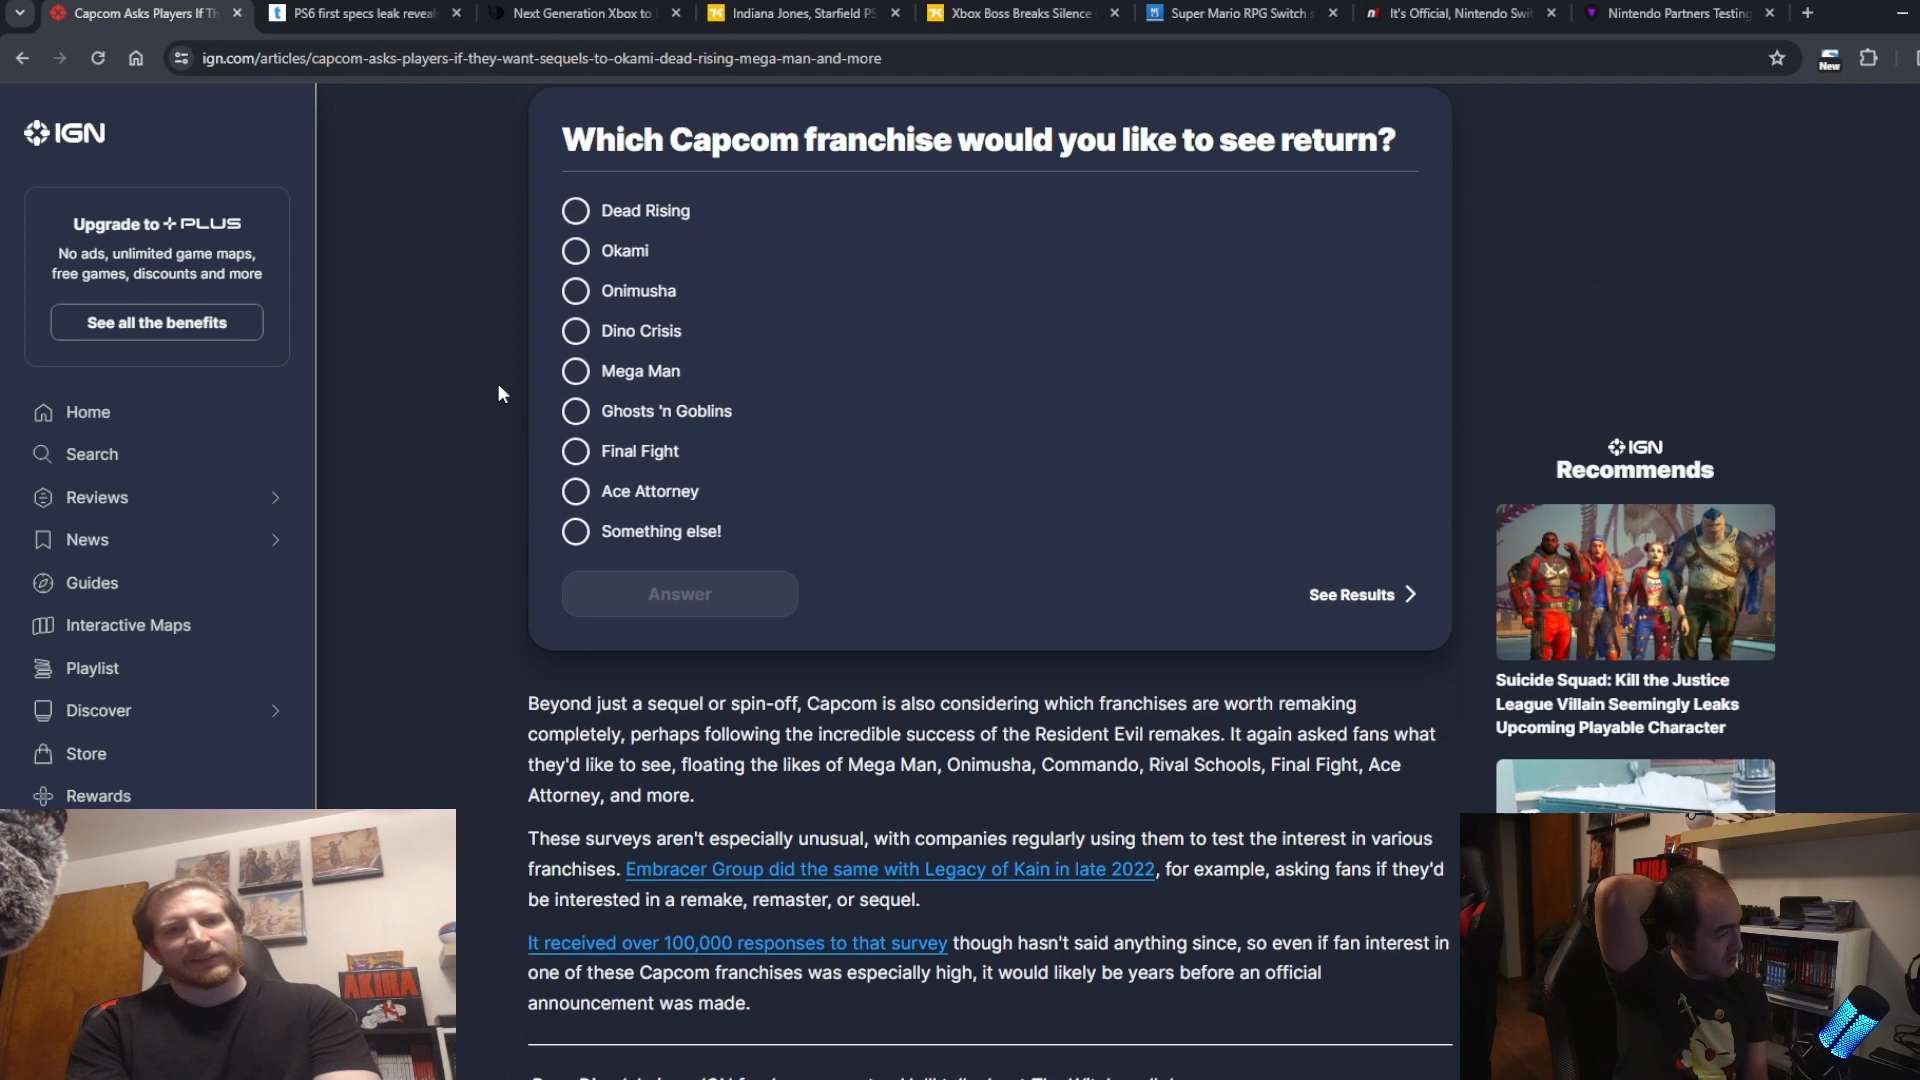 Capcom Asks Players If Th
PS6 first specs leak reveal
Next Generation Xbox to
Indiana Jones, Starfield PS
Xbox Boss Breaks Silence
Super Mario RPG Switch
It's Official, Nintendo Swit
Nintendo Partners Testing
ign.com/articles/capcom-asks-players-if-they-want-sequels-to-okami-dead-rising-mega-man-and-more
New
IGN
Upgrade to PLUS
No ads, unlimited game maps,
free games, discounts and more
See all the benefits
Home
Search
Reviews
News
Guides
Interactive Maps
Playlist
Discover
Store
Rewards
Which Capcom franchise would you like to see return?
Dead Rising
Okami
Onimusha
Dino Crisis
Mega Man
Ghosts 'n Goblins
Final Fight
Ace Attorney
Something else!
Answer
See Results
Beyond just a sequel or spin-off, Capcom is also considering which franchises are worth remaking
completely, perhaps following the incredible success of the Resident Evil remakes. It again asked fans what
they'd like to see, floating the likes of Mega Man, Onimusha, Commando, Rival Schools, Final Fight, Ace
Attorney, and more.
These surveys aren't especially unusual, with companies regularly using them to test the interest in various
franchises. Embracer Group did the same with Legacy of Kain in late 2022, for example, asking fans if they'd
be interested in a remake, remaster, or sequel.
It received over 100,000 responses to that survey though hasn't said anything since, so even if fan interest in
one of these Capcom franchises was especially high, it would likely be years before an official
announcement was made.
IGN
Recommends
Suicide Squad: Kill the Justice
League Villain Seemingly Leaks
Upcoming Playable Character
AKIRA
AKIRA